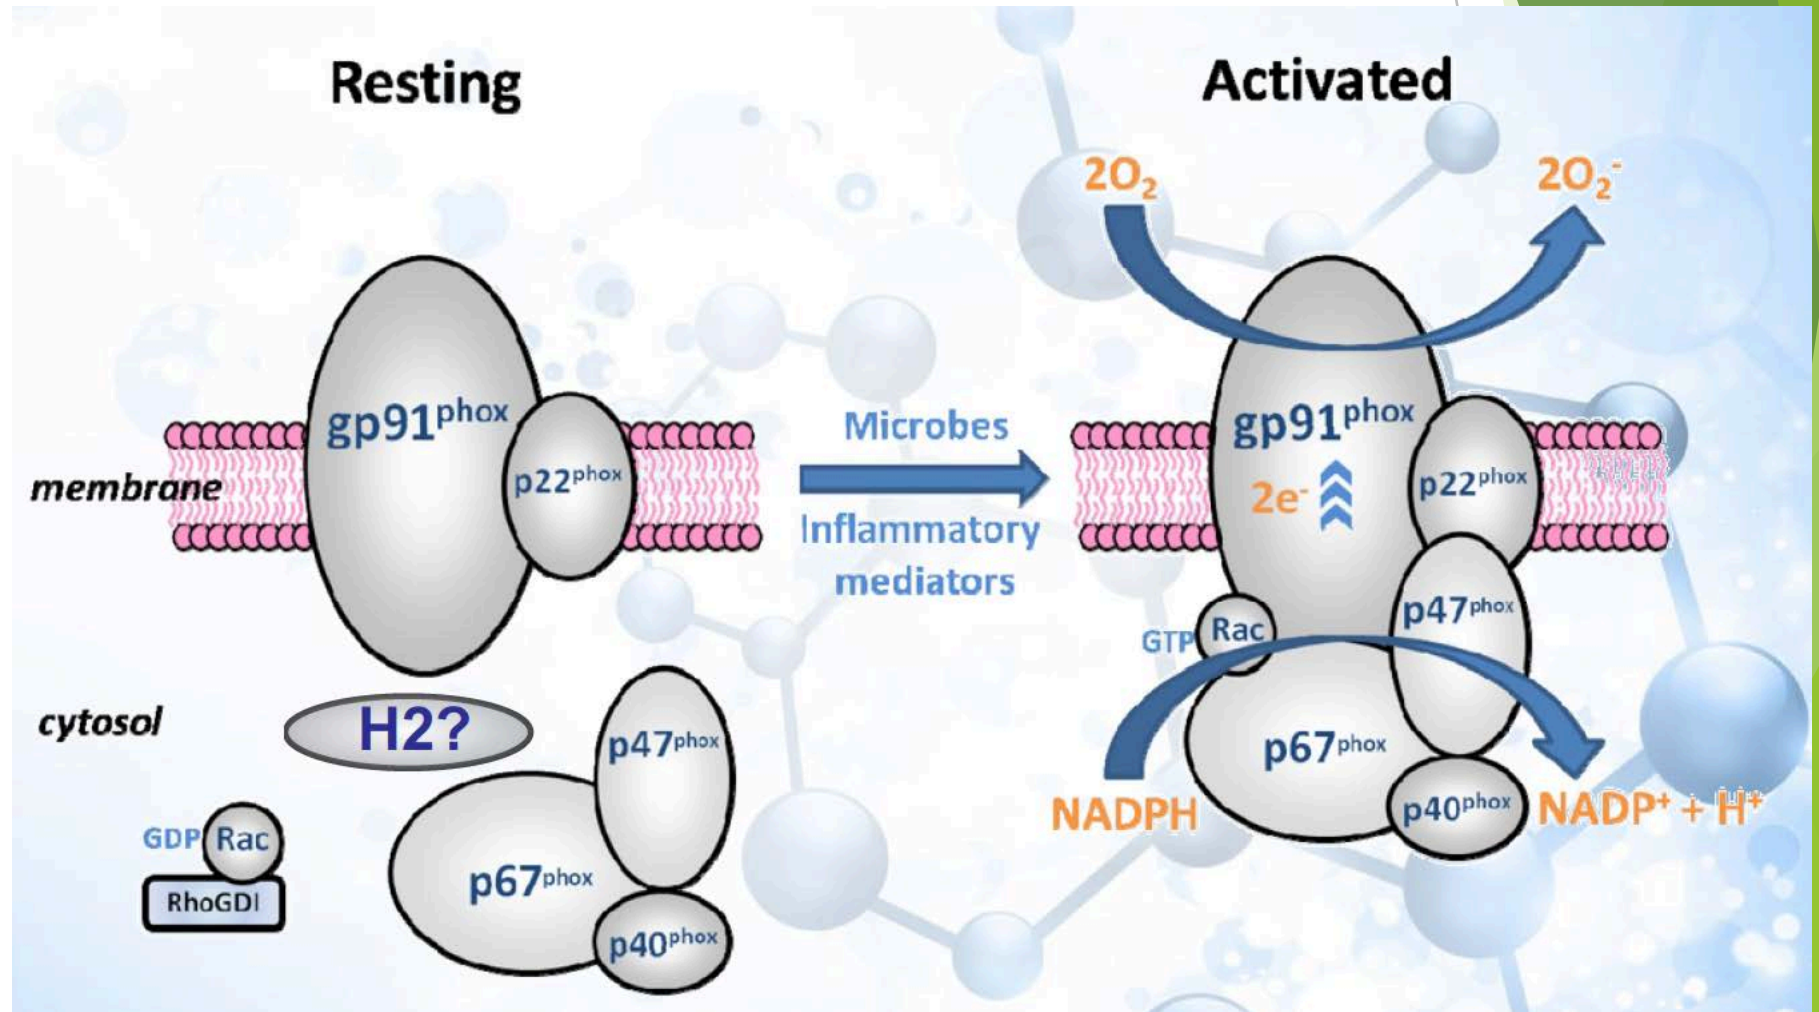 Resting
gp91phox
p22phox
membrane
cytosol
H2?
p47phox
GDP Rac
RhoGDI
p67phox
p40phox
Microbes
Inflammatory
mediators
Activated
2O2
2O2-
gp91phox
2e-
p22phox
GTP Rac
p47phox
p67phox
p40phox
NADPH
NADP+ + H+